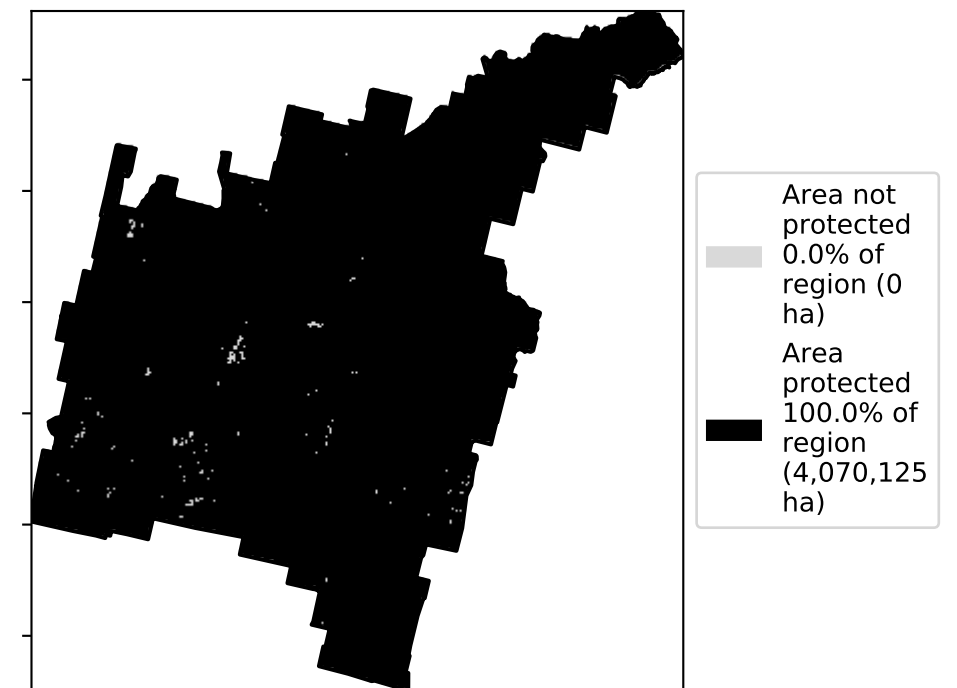 Area not
protected
0.0% of
region (0
ha)
Area
protected
100.0% of
region
(4,070,125
ha)